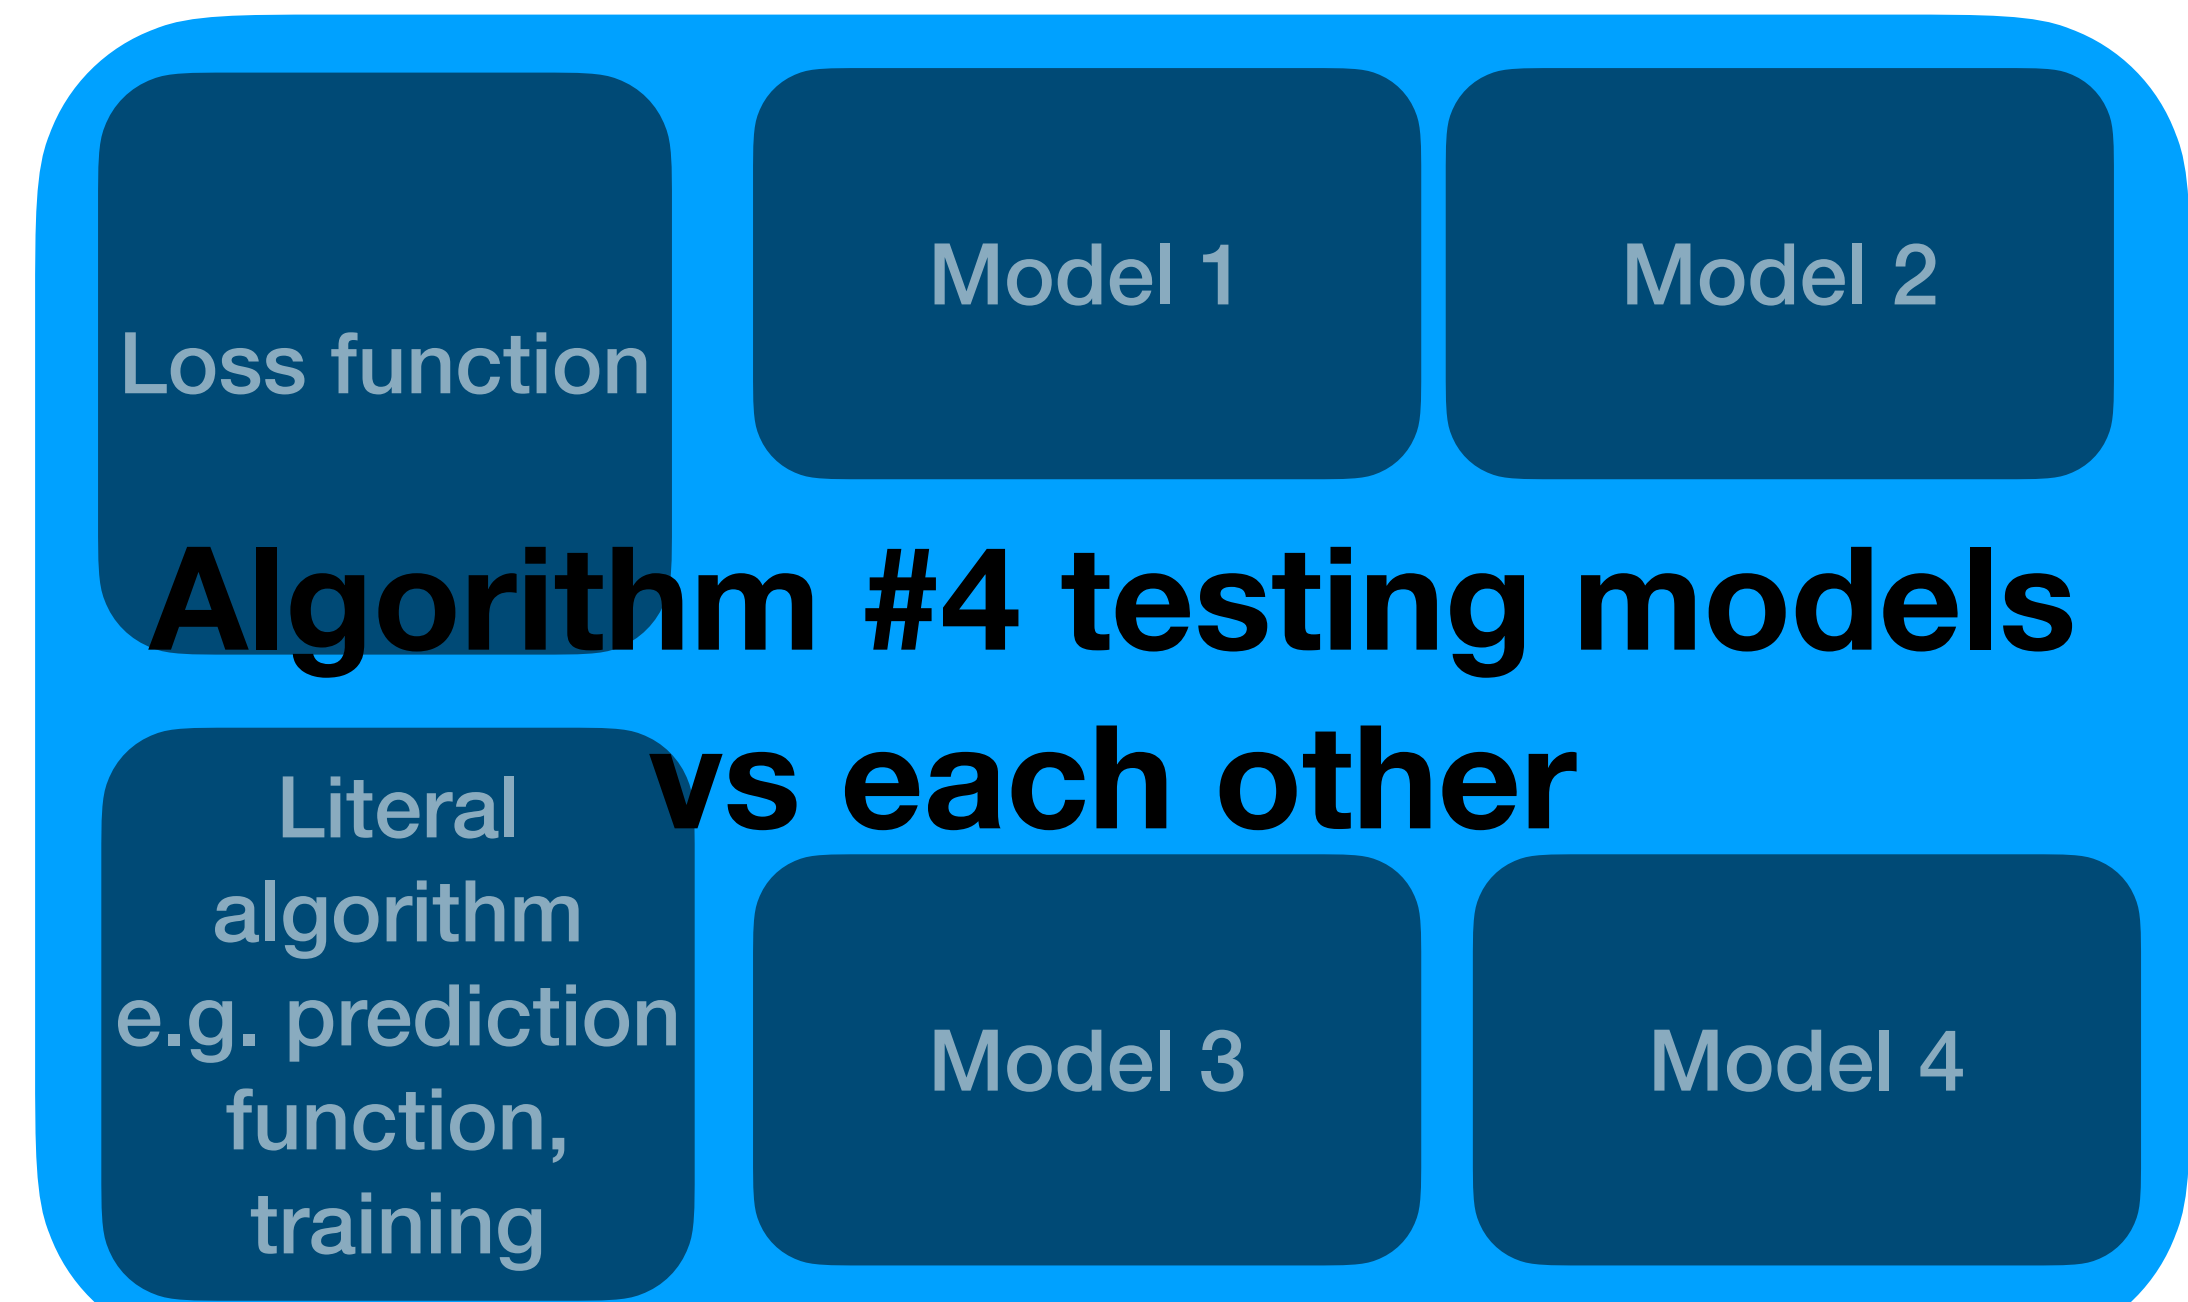 Loss function
Model 1
Model 2
Algorithm #4 testing models
vs each other
Literal
algorithm
e.g. prediction
function,
training
Model 3
Model 4